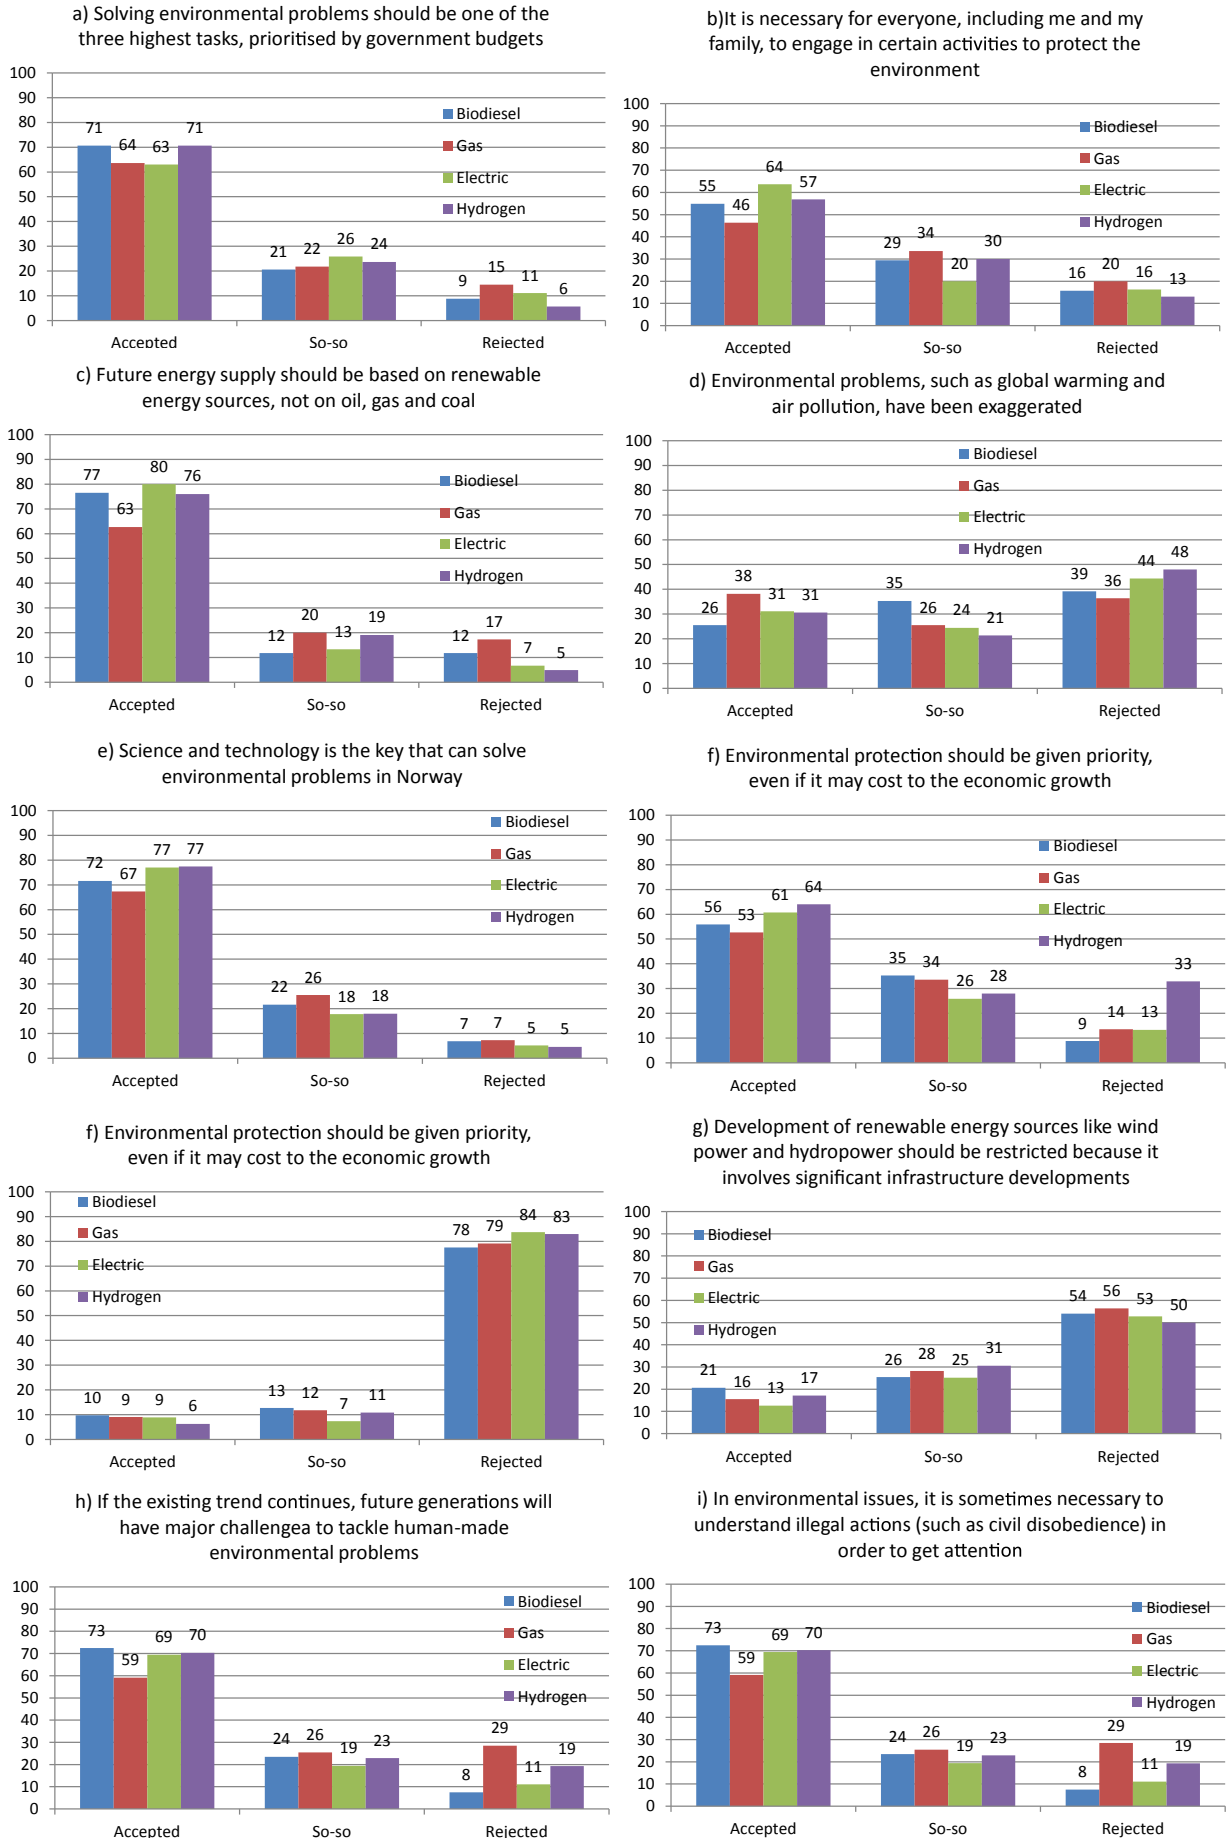 a) Solving environmental problems should be one of the
three highest tasks, prioritised by government budgets
100
90
80
70
60
50
40
30
20
10
0
71
64
63
71
21
22
26
24
9
15
11
6
Biodiesel
Gas
Electric
Hydrogen
Accepted
So-so
Rejected
b)It is necessary for everyone, including me and my
family, to engage in certain activities to protect the
environment
100
90
80
70
60
50
40
30
20
10
0
55
46
64
57
29
34
20
30
16
20
16
13
Biodiesel
Gas
Electric
Hydrogen
Accepted
So-so
Rejected
c) Future energy supply should be based on renewable
energy sources, not on oil, gas and coal
100
90
80
70
60
50
40
30
20
10
0
77
63
80
76
12
20
13
19
12
17
7
5
Biodiesel
Gas
Electric
Hydrogen
Accepted
So-so
Rejected
d) Environmental problems, such as global warming and
air pollution, have been exaggerated
100
90
80
70
60
50
40
30
20
10
0
26
38
31
31
35
26
24
21
39
36
44
48
Biodiesel
Gas
Electric
Hydrogen
Accepted
So-so
Rejected
e) Science and technology is the key that can solve
environmental problems in Norway
100
90
80
70
60
50
40
30
20
10
0
72
67
77
77
22
26
18
18
7
7
5
5
Biodiesel
Gas
Electric
Hydrogen
Accepted
So-so
Rejected
f) Environmental protection should be given priority,
even if it may cost to the economic growth
100
90
80
70
60
50
40
30
20
10
0
56
53
61
64
35
34
26
28
9
14
13
33
Biodiesel
Gas
Electric
Hydrogen
Accepted
So-so
Rejected
f) Environmental protection should be given priority,
even if it may cost to the economic growth
100
90
80
70
60
50
40
30
20
10
0
Biodiesel
Gas
Electric
Hydrogen
10
9
9
6
13
12
7
11
78
79
84
83
Accepted
So-so
Rejected
g) Development of renewable energy sources like wind
power and hydropower should be restricted because it
involves significant infrastructure developments
100
90
80
70
60
50
40
30
20
10
0
Biodiesel
Gas
Electric
Hydrogen
21
16
13
17
26
28
25
31
54
56
53
50
Accepted
So-so
Rejected
h) If the existing trend continues, future generations will
have major challengea to tackle human-made
environmental problems
100
90
80
70
60
50
40
30
20
10
0
73
59
69
70
24
26
19
23
8
29
11
19
Biodiesel
Gas
Electric
Hydrogen
Accepted
So-so
Rejected
i) In environmental issues, it is sometimes necessary to
understand illegal actions (such as civil disobedience) in
order to get attention
100
90
80
70
60
50
40
30
20
10
0
73
59
69
70
24
26
19
23
8
29
11
19
Biodiesel
Gas
Electric
Hydrogen
Accepted
So-so
Rejected